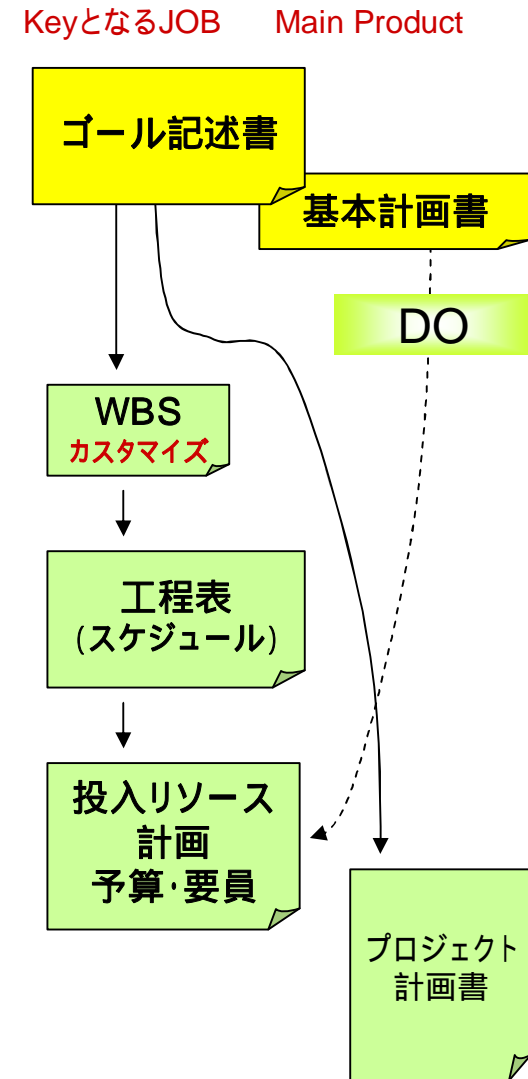 KeyとなるJOB Main Product
ゴール記述書
基本計画書
DO
WBS
カスタマイズ
工程表
(スケジュール)
投入リソース
計画
予算・要員
プロジェクト
計画書